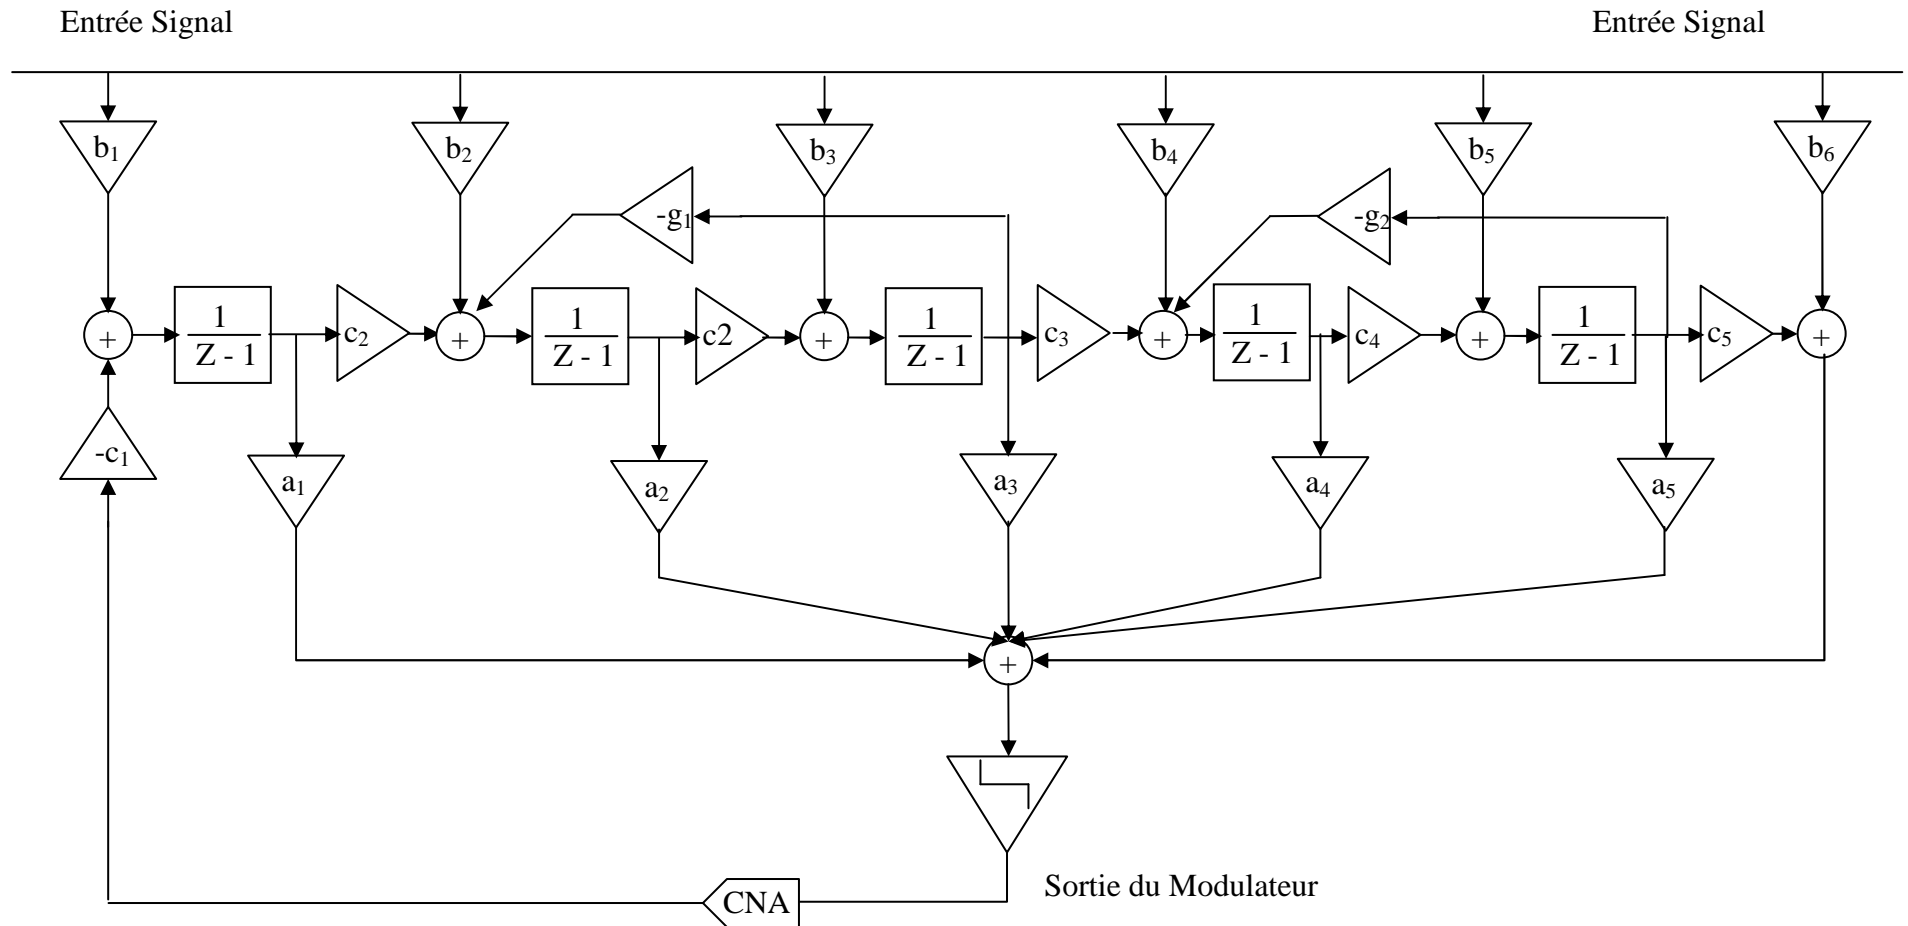 Entrée Signal
Entrée Signal
b1
b2
b3
b4
b5
b6
-g1
-g2
+
1
Z - 1
c2
+
1
Z - 1
c2
+
1
Z - 1
c3
+
1
Z - 1
c4
+
1
Z - 1
c5
+
-c1
a1
a2
a3
a4
a5
+
CNA
Sortie du Modulateur